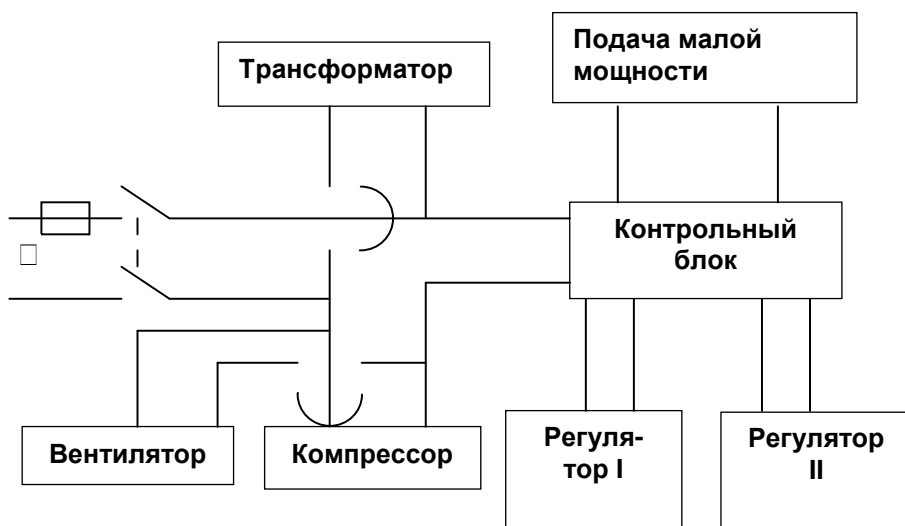 Трансформатор
Подача малой
мощности
Контрольный
блок
Вентилятор
Компрессор
Регуля-
тор I
Регулятор
II